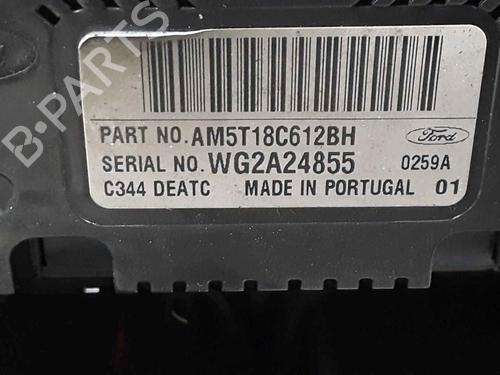 B-PARTS
PART NO. AM5T18C612BH
Ford
SERIAL NO. WG2A24855 0259A
C344 DEATC MADE IN PORTUGAL 01